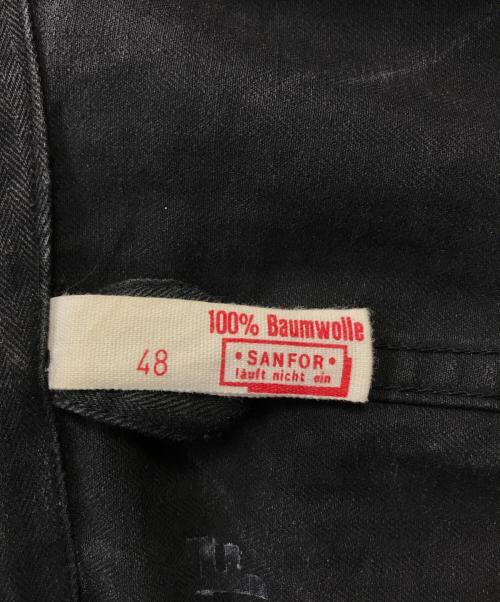 100% Baumwolle
48
• SANFOR •
läuft nicht ein